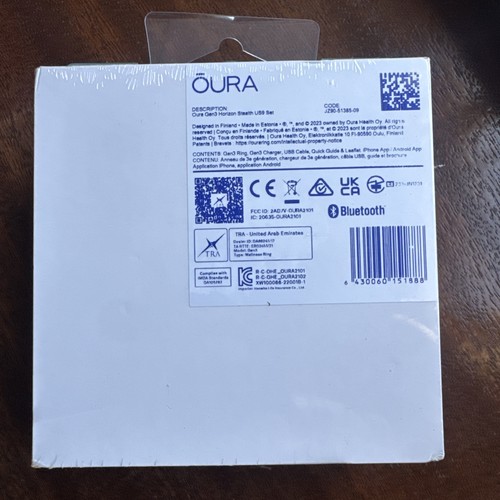 ŌURA
DESCRIPTION
Oura Gen3 Horizon Stealth US9 Set
CODE
JZ90-51385-09
Designed in Finland • Made in Estonia • ®, ™, and © 2023 owned by Oura Health Oy. All rights
reserved | Conçu en Finlande • Fabriqué en Estonie • ®, ™ et © 2023 sont la propriété d'Oura
Health Oy. Tous droits réservés. | Oura Health Oy, Elektroniikkatie 10, FI-90590 Oulu, Finland
Patents | Brevets : https://ouraring.com/intellectual-property-notice
CONTENTS: Gen3 Ring, Gen3 Charger, USB Cable, Quick Guide & Leaflet. iPhone App / Android App
CONTENU: Anneau de 3e génération, chargeur de 3e génération, câble USB, guide et brochure
Application iPhone, application Android
CE
UK
CA
FCC ID: 2AD7V-OURA2101
IC: 20635-OURA2101
Bluetooth®
TRA
TRA - United Arab Emirates
Model: Gen3
Type: Wellness Ring
Complies with
IMDA Standards
R-C-OHE_OURA2101
R-C-OHE_OURA2102
6 430060 151888